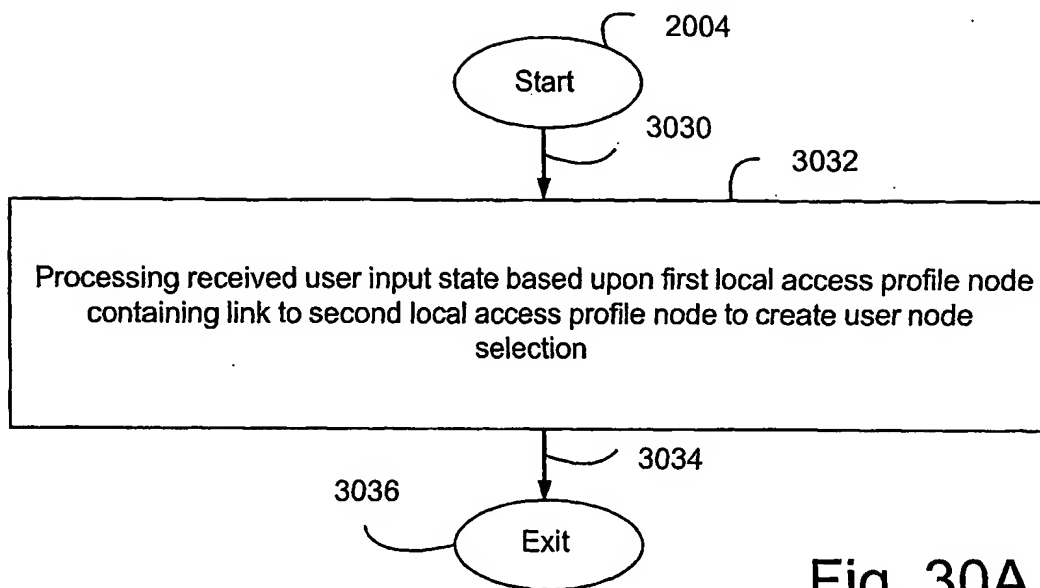 2004
Start
3030
3032
Processing received user input state based upon first local access profile node
containing link to second local access profile node to create user node
selection
3034
3036
Exit
Fig. 30A